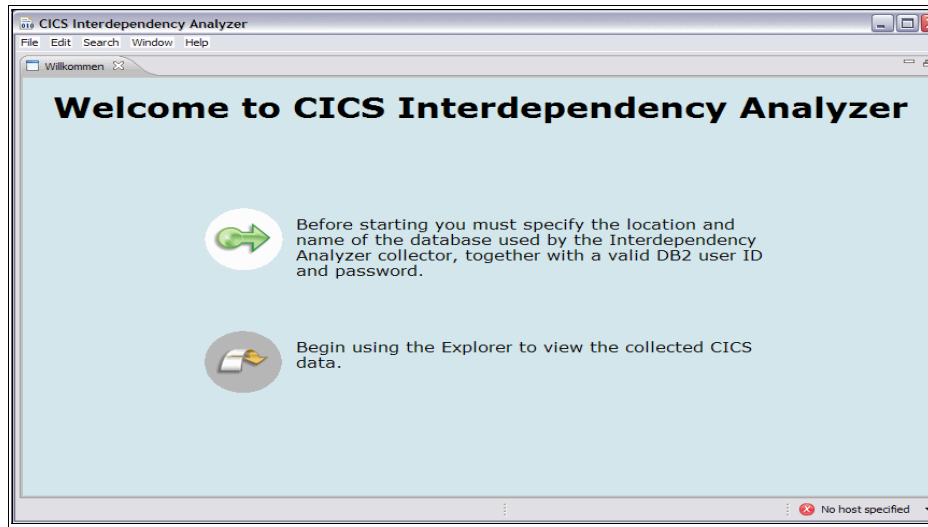 CICS Interdependency Analyzer
File Edit Search Window Help
Willkommen
Welcome to CICS Interdependency Analyzer
Before starting you must specify the location and
name of the database used by the Interdependency
Analyzer collector, together with a valid DB2 user ID
and password.
Begin using the Explorer to view the collected CICS
data.
No host specified